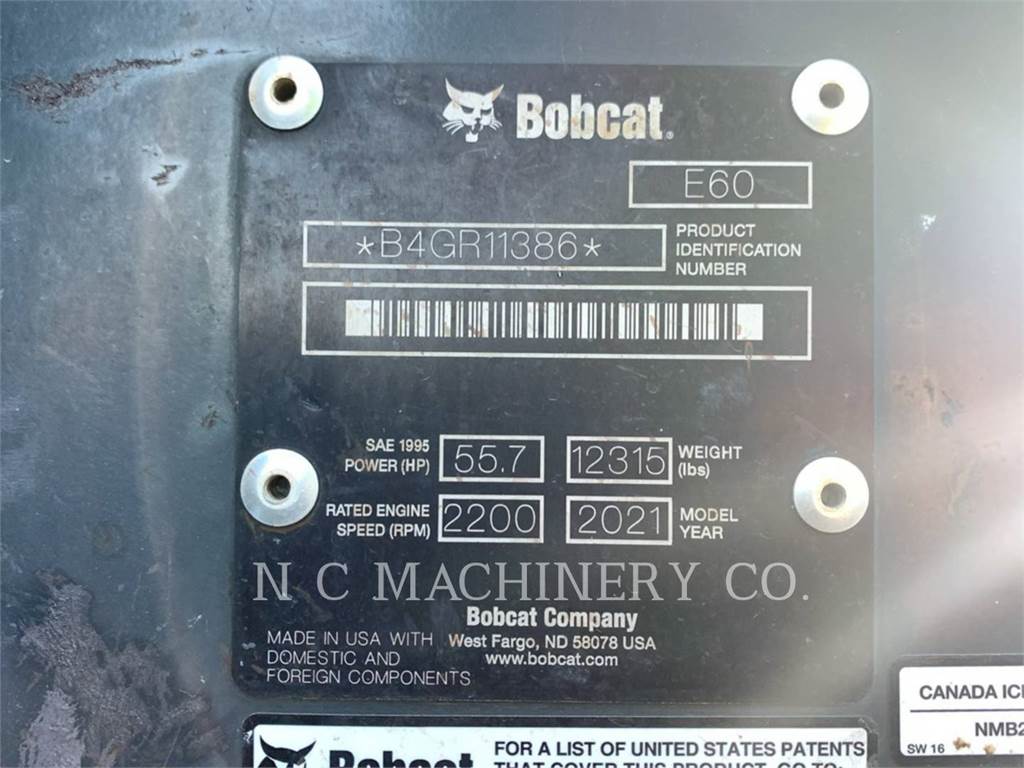 Bobcat®
E60
*B4GR11386*
PRODUCT
IDENTIFICATION
NUMBER
SAE 1995
POWER (HP)
55.7
12315
WEIGHT
(lbs)
RATED ENGINE
SPEED (RPM)
2200
2021
MODEL
YEAR
N C MACHINERY CO.
Bobcat Company
West Fargo, ND 58078 USA
www.bobcat.com
MADE IN USA WITH
DOMESTIC AND
FOREIGN COMPONENTS
CANADA
NMB2
SW 16
Bobcat
FOR A LIST OF UNITED STATES PATENTS
THAT COVER THIS PRODUCT, GO TO: